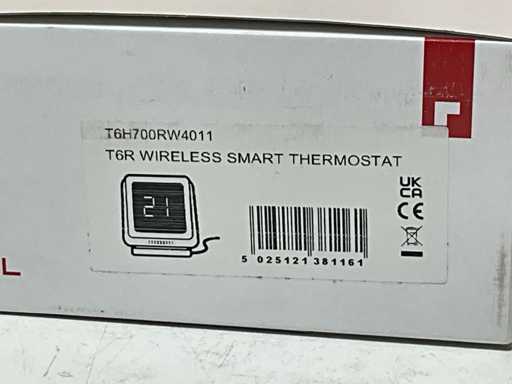 T6H700RW4011
T6R WIRELESS SMART THERMOSTAT
21
UK
CA
CE
5 025121 381161
L